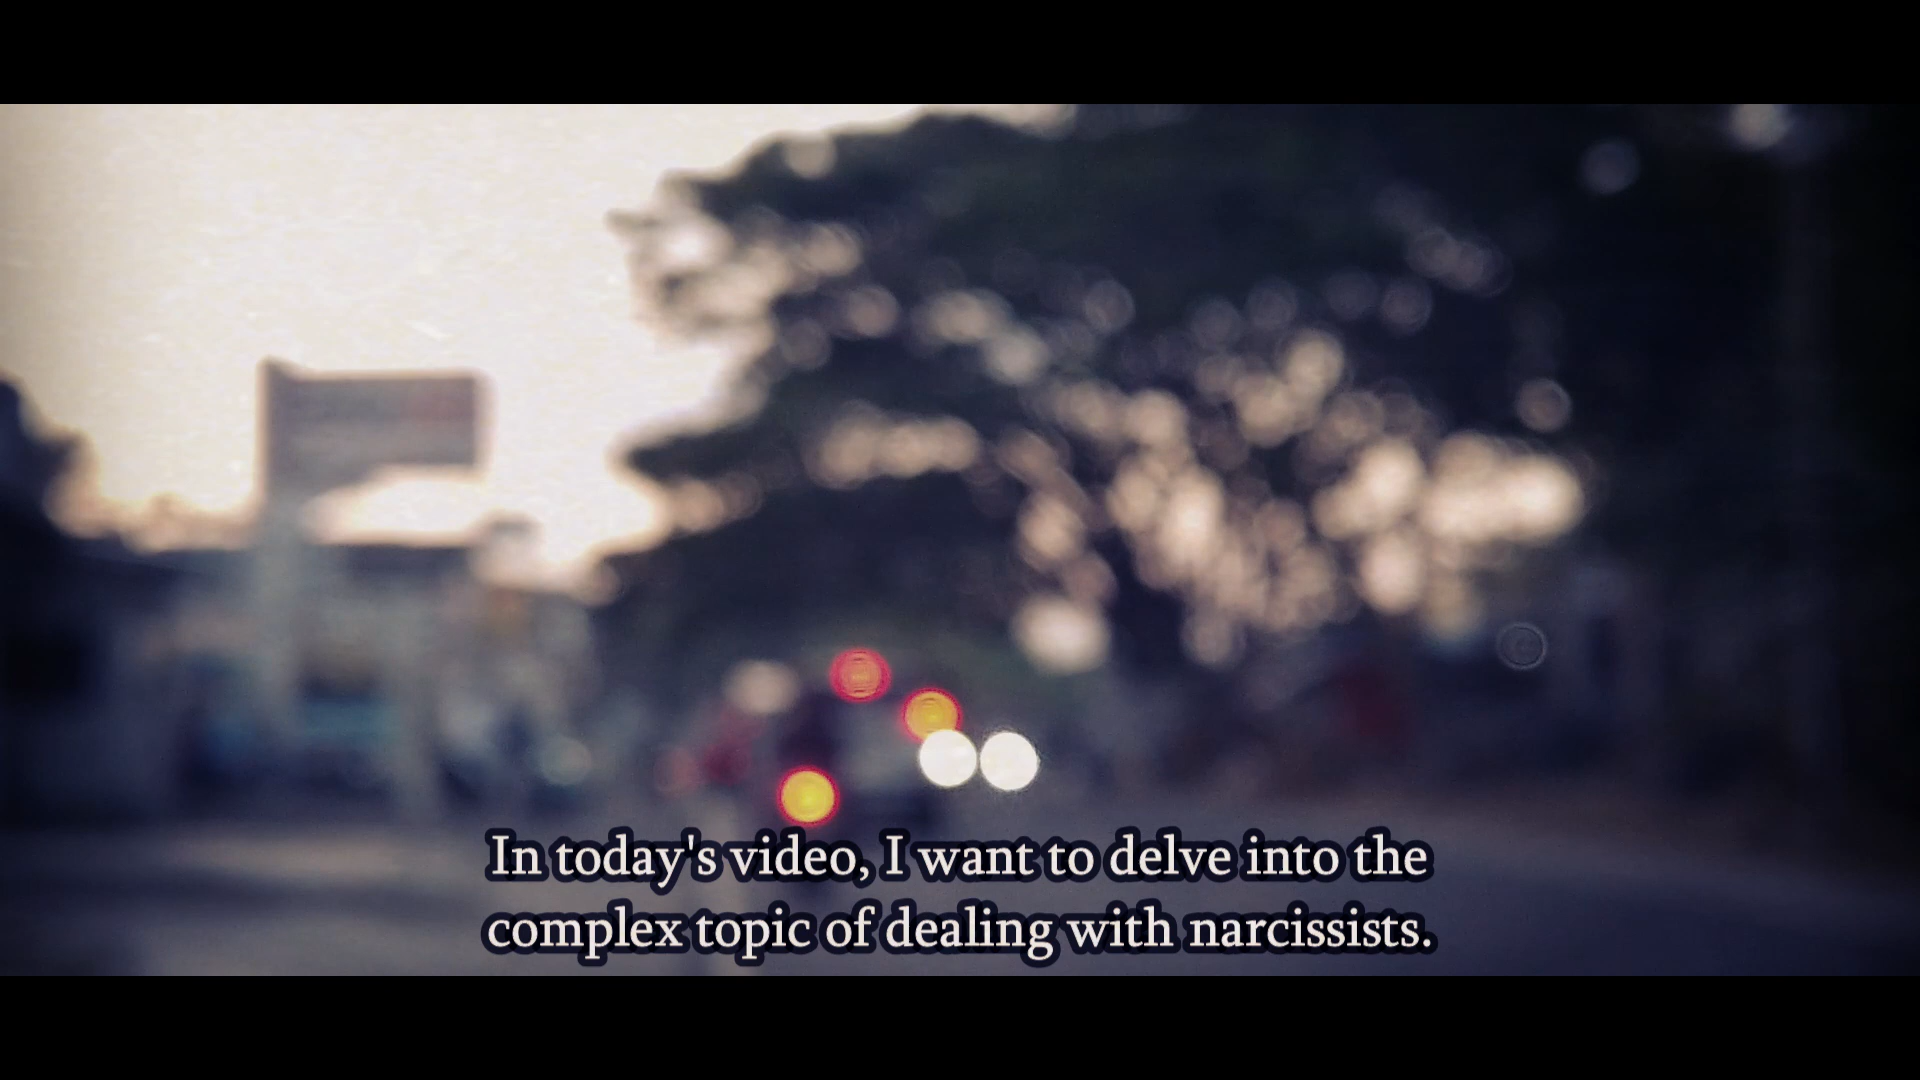 In today's video, I want to delve into the
complex topic of dealing with narcissists.